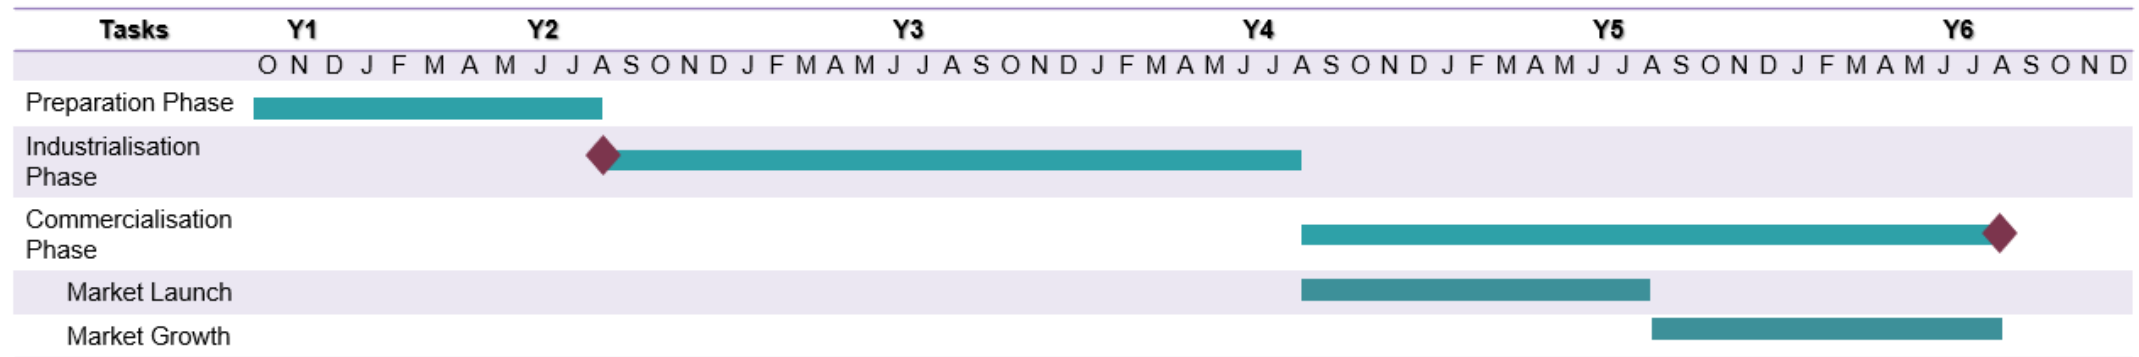 Tasks Y1 Y2 Y3 Y4 Y5 Y6
O N D J F M A M J J A S O N D J F M A M J J A S O N D J F M A M J J A S O N D J F M A M J J A S O N D J F M A M J J A S O N D
Preparation Phase
Industrialisation
Phase
Commercialisation
Phase
Market Launch
Market Growth